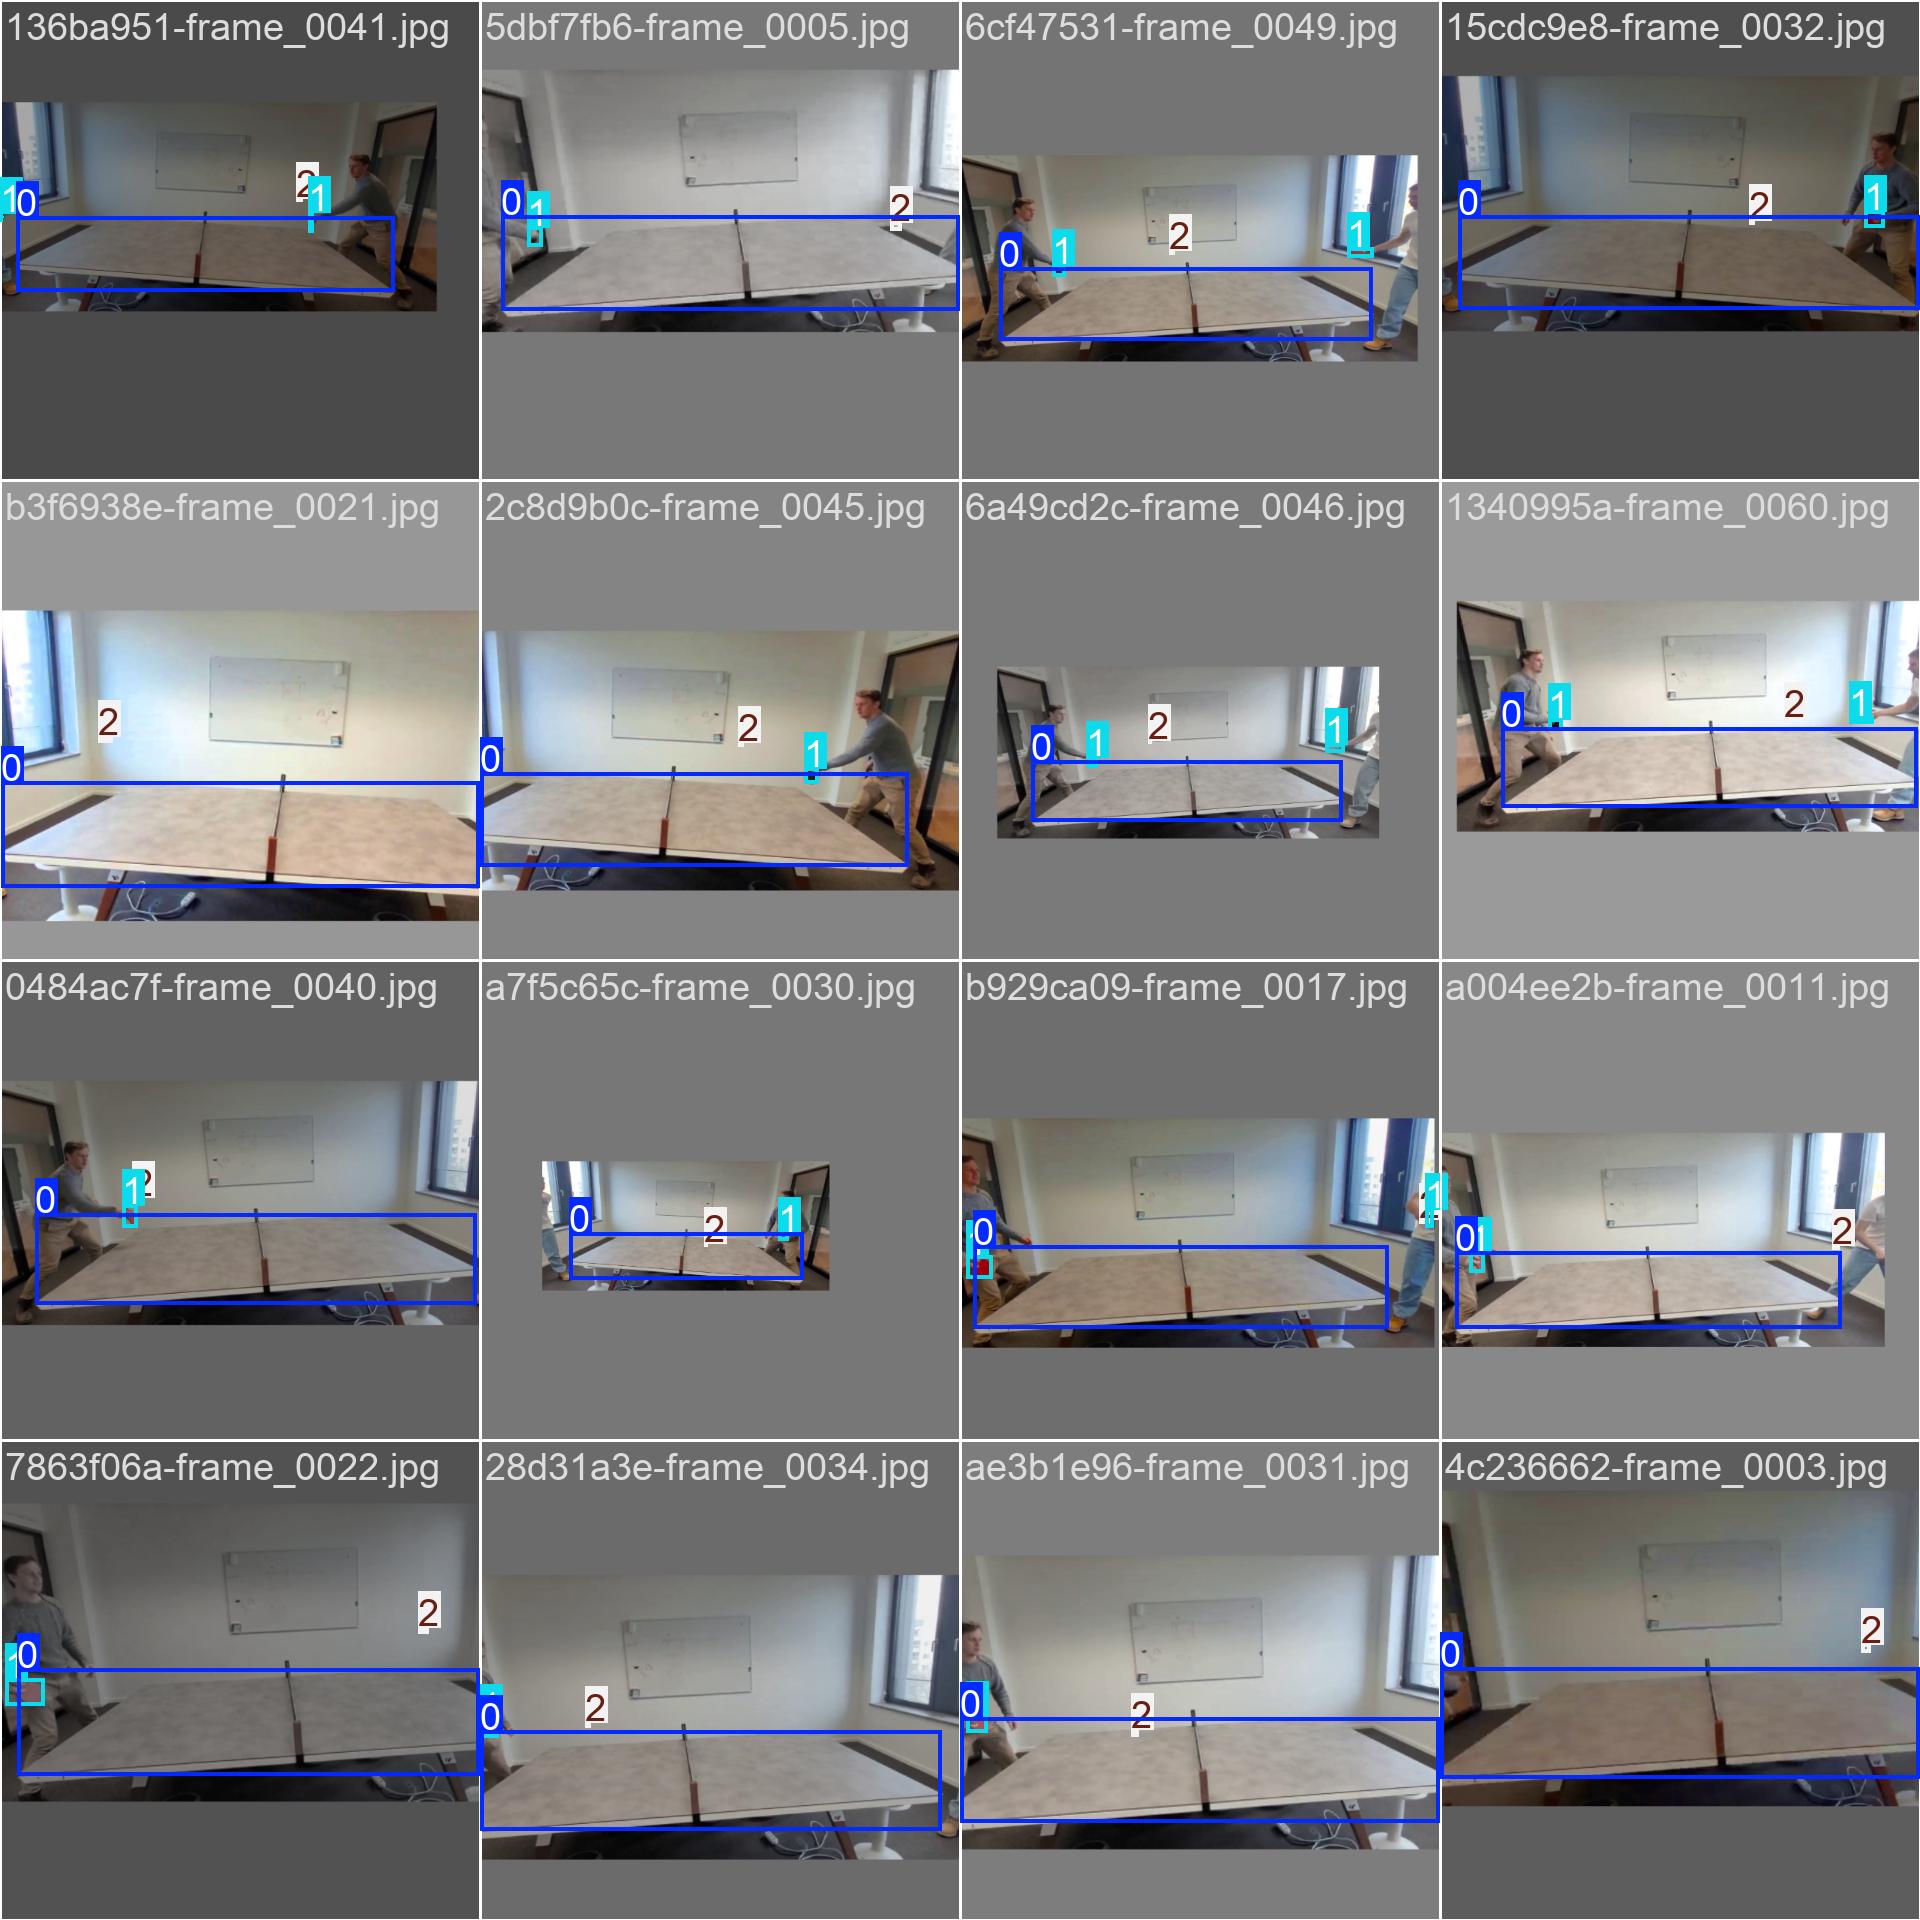 136ba951-frame_0041.jpg
5dbf7fb6-frame_0005.jpg
6cf47531-frame_0049.jpg
15cdc9e8-frame_0032.jpg
2
1
1
0
0
1
2
2
1
1
0
2
1
0
b3f6938e-frame_0021.jpg
2c8d9b0c-frame_0045.jpg
6a49cd2c-frame_0046.jpg
1340995a-frame_0060.jpg
2
0
2
1
0
2
1
1
0
2
1
1
0
0484ac7f-frame_0040.jpg
a7f5c65c-frame_0030.jpg
b929ca09-frame_0017.jpg
a004ee2b-frame_0011.jpg
2
1
0
0
2
1
1
0
2
0
1
7863f06a-frame_0022.jpg
28d31a3e-frame_0034.jpg
ae3b1e96-frame_0031.jpg
4c236662-frame_0003.jpg
2
0
2
0
2
0
2
0